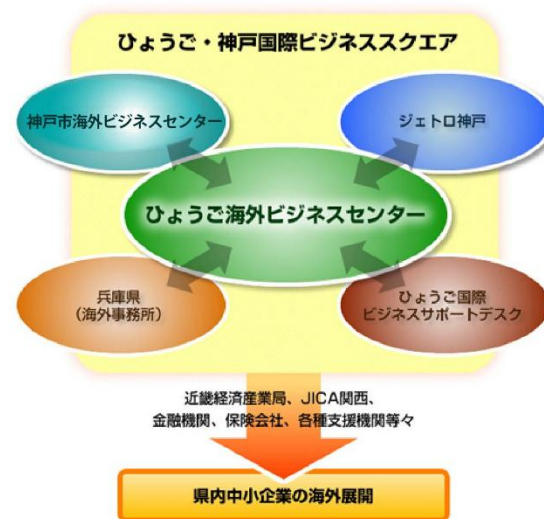 ひょうご・神戸国際ビジネススクエア
神戸市海外ビジネスセンター
ジェトロ神戸
ひょうご海外ビジネスセンター
兵庫県
（海外事務所）
ひょうご国際
ビジネスサポートデスク
近畿経済産業局、JICA関西、
金融機関、保険会社、各種支援機関等々
県内中小企業の海外展開